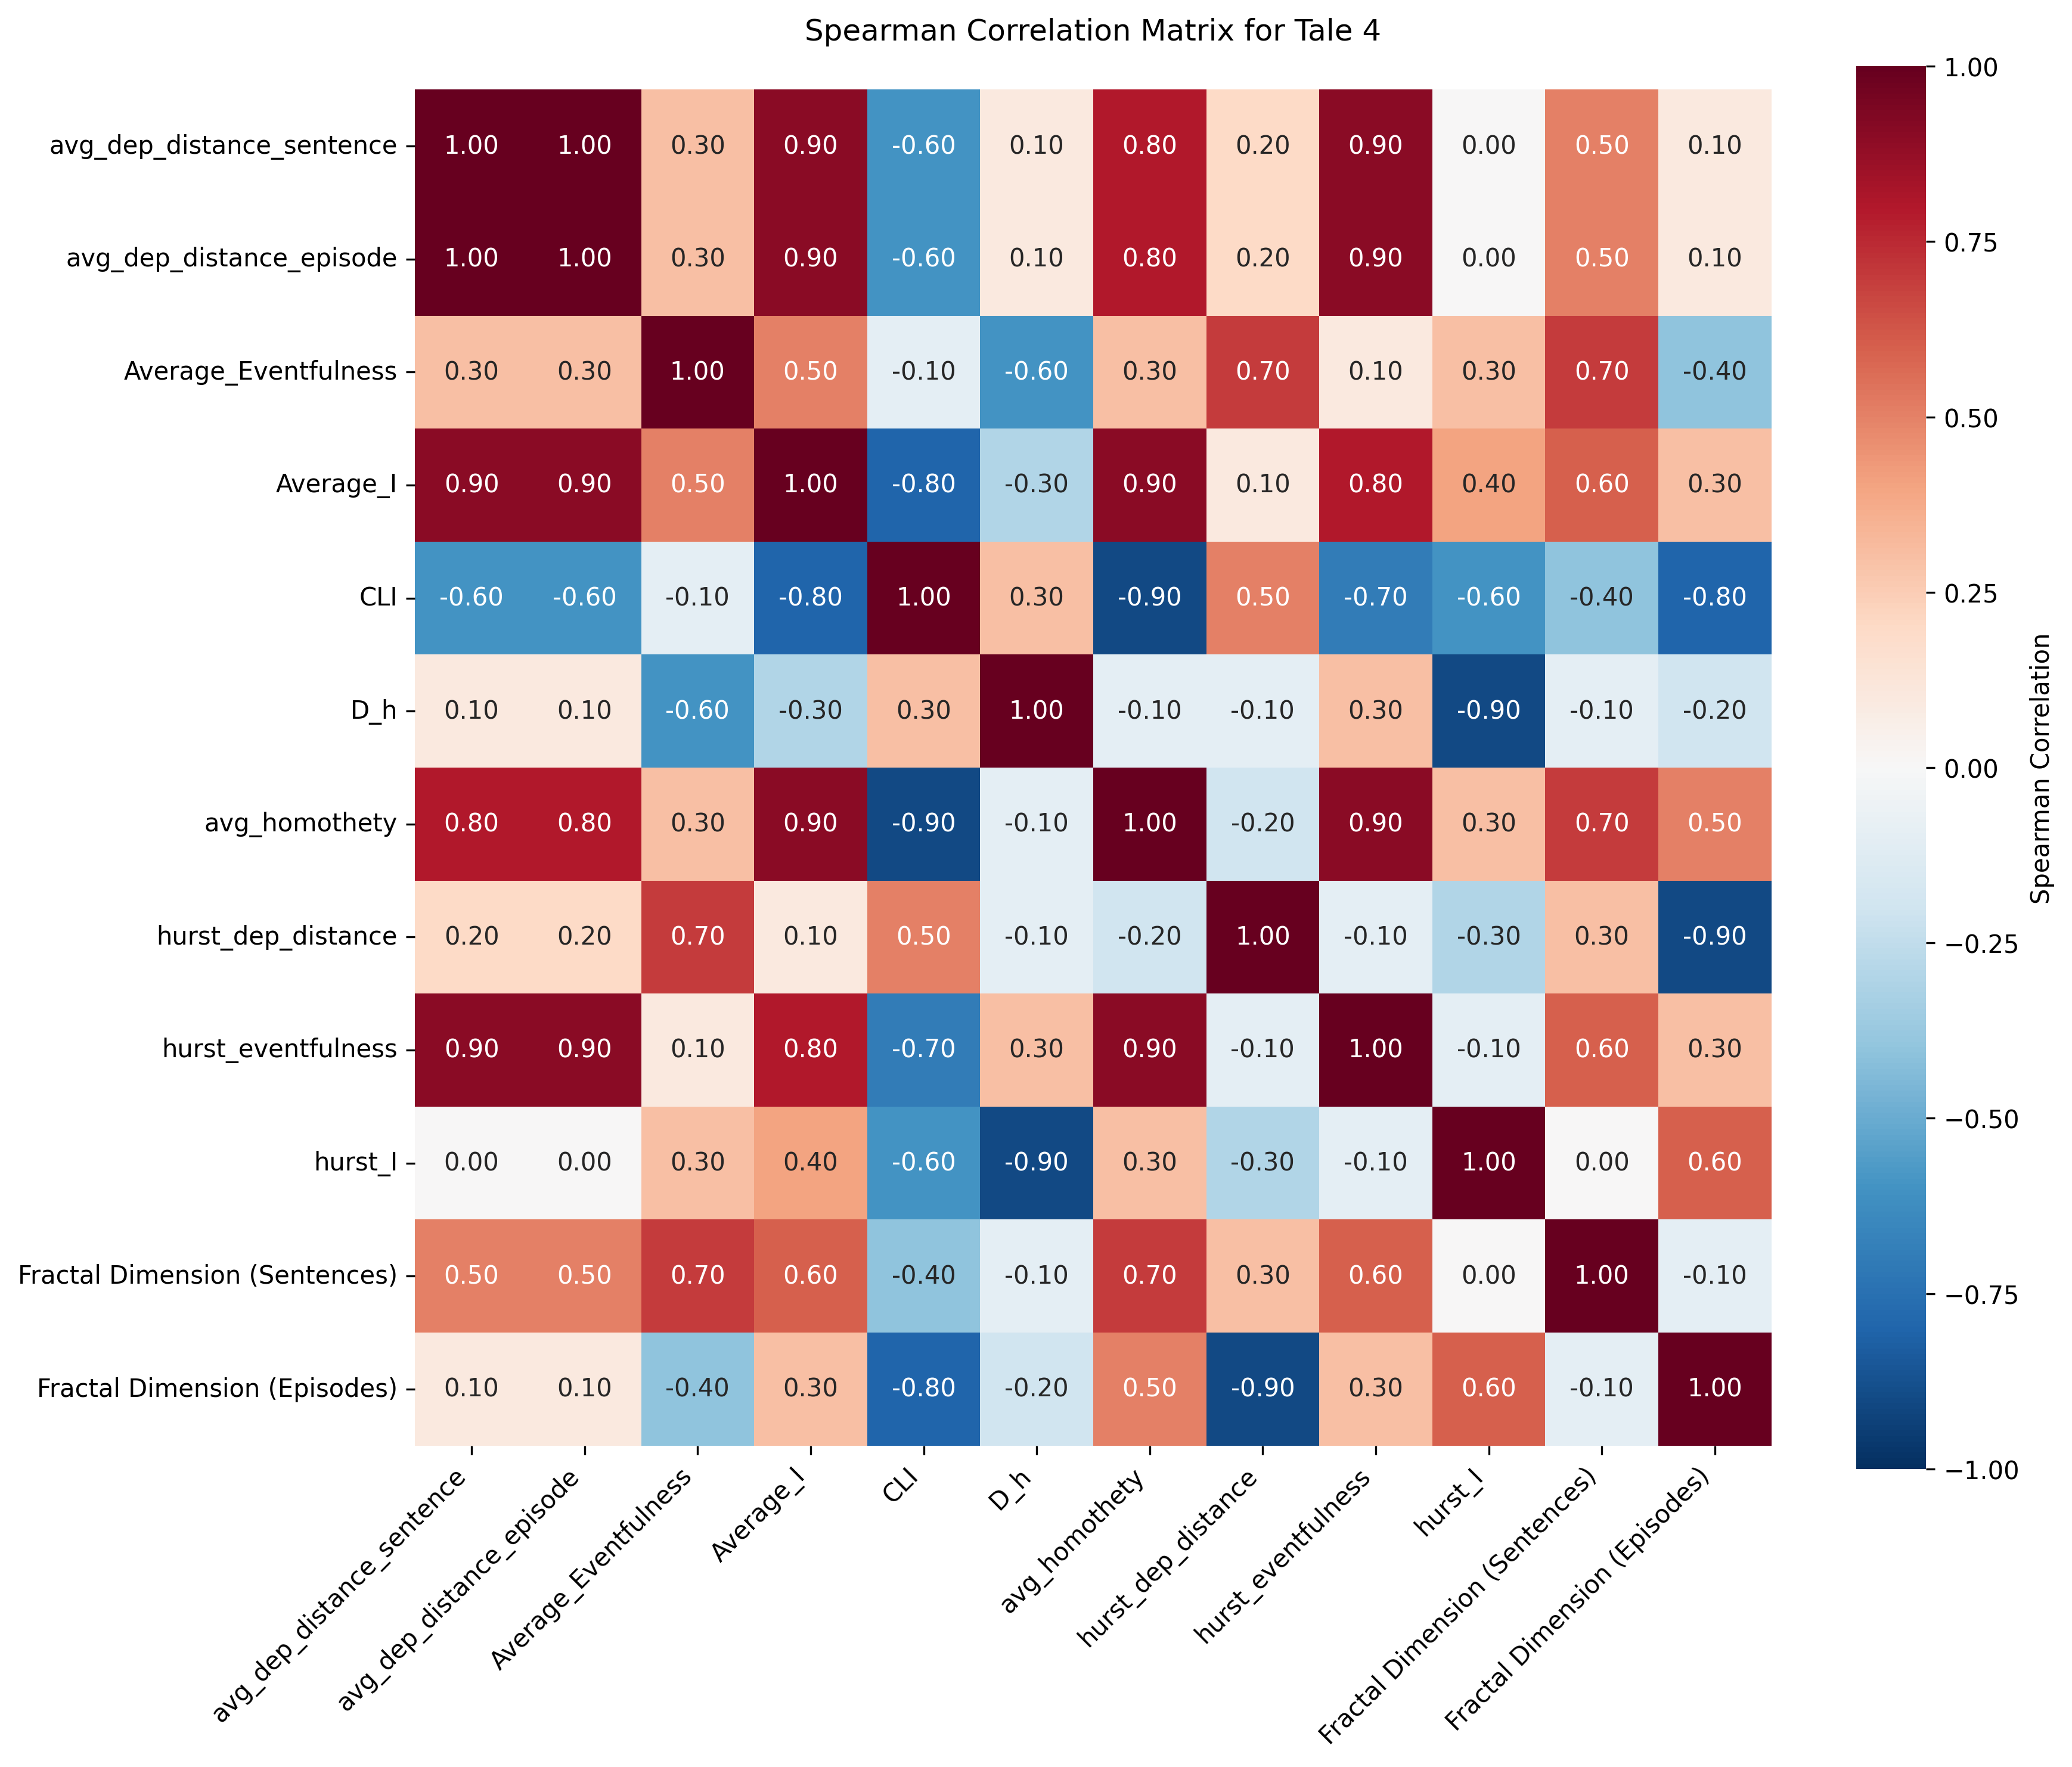 Spearman Correlation Matrix for Tale 4
avg_dep_distance_sentence 1.00 1.00 0.30 0.90 -0.60 0.10 0.80 0.20 0.90 0.00 0.50 0.10
avg_dep_distance_episode 1.00 1.00 0.30 0.90 -0.60 0.10 0.80 0.20 0.90 0.00 0.50 0.10
Average_Eventfulness 0.30 0.30 1.00 0.50 -0.10 -0.60 0.30 0.70 0.10 0.30 0.70 -0.40
Average_I 0.90 0.90 0.50 1.00 -0.80 -0.30 0.90 0.10 0.80 0.40 0.60 0.30
CLI -0.60 -0.60 -0.10 -0.80 1.00 0.30 -0.90 0.50 -0.70 -0.60 -0.40 -0.80
D_h 0.10 0.10 -0.60 -0.30 0.30 1.00 -0.10 -0.10 0.30 -0.90 -0.10 -0.20
avg_homothety 0.80 0.80 0.30 0.90 -0.90 -0.10 1.00 -0.20 0.90 0.30 0.70 0.50
hurst_dep_distance 0.20 0.20 0.70 0.10 0.50 -0.10 -0.20 1.00 -0.10 -0.30 0.30 -0.90
hurst_eventfulness 0.90 0.90 0.10 0.80 -0.70 0.30 0.90 -0.10 1.00 -0.10 0.60 0.30
hurst_I 0.00 0.00 0.30 0.40 -0.60 -0.90 0.30 -0.30 -0.10 1.00 0.00 0.60
Fractal Dimension (Sentences) 0.50 0.50 0.70 0.60 -0.40 -0.10 0.70 0.30 0.60 0.00 1.00 -0.10
Fractal Dimension (Episodes) 0.10 0.10 -0.40 0.30 -0.80 -0.20 0.50 -0.90 0.30 0.60 -0.10 1.00
avg_dep_distance_sentence
avg_dep_distance_episode
Average_Eventfulness
Average_I
CLI
D_h
avg_homothety
hurst_dep_distance
hurst_eventfulness
hurst_I
Fractal Dimension (Sentences)
Fractal Dimension (Episodes)
1.00
0.75
0.50
0.25
0.00
−0.25
−0.50
−0.75
−1.00
Spearman Correlation